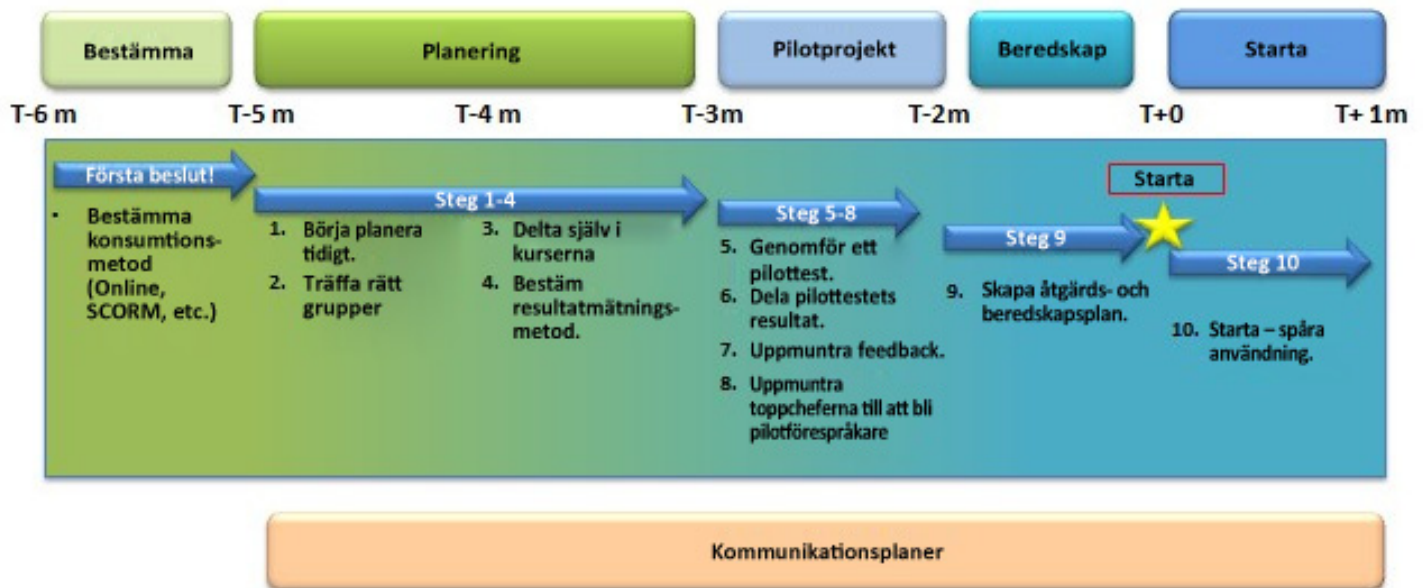 Bestämma
Planering
Pilotprojekt
Beredskap
Starta
T-6 m
T-5 m
T-4 m
T-3m
T-2m
T+0
T+ 1m
Första beslut!
• Bestämma
konsumtions-
metod
(Online,
SCORM, etc.)
Steg 1-4
1. Börja planera
tidigt.
2. Träffa rätt
grupper
3. Delta själv i
kurserna
4. Bestäm
resultatmätnings-
metod.
Steg 5-8
5. Genomför ett
pilottest.
6. Dela pilottestets
resultat.
7. Uppmuntra feedback.
8. Uppmuntra
toppcheferna till att bli
pilotförespråkare
Steg 9
9. Skapa åtgärds- och
beredskapsplan.
Starta
Steg 10
10. Starta – spåra
användning.
Kommunikationsplaner